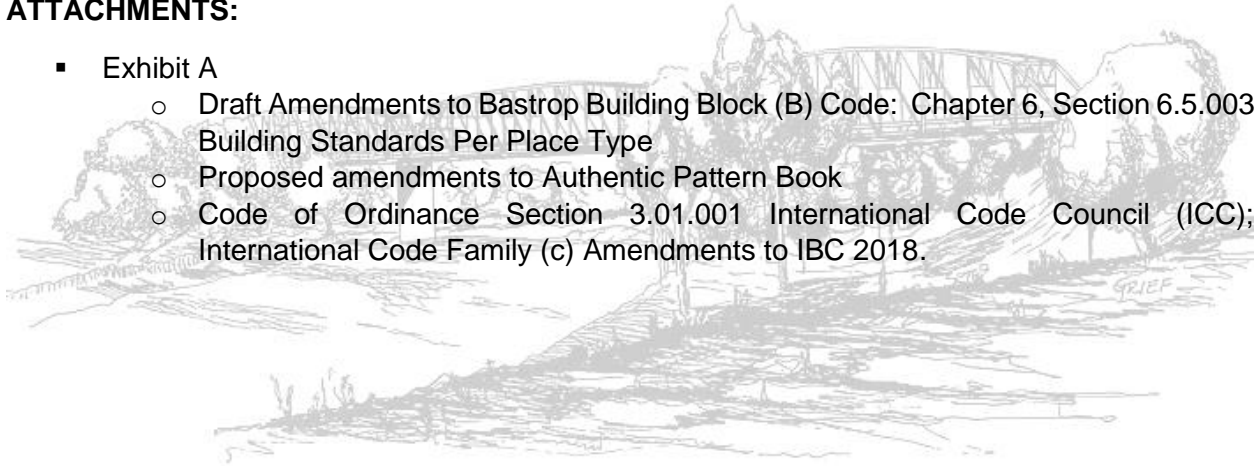 ATTACHMENTS:
▪ Exhibit A
o Draft Amendments to Bastrop Building Block (B) Code: Chapter 6, Section 6.5.003
Building Standards Per Place Type
o Proposed amendments to Authentic Pattern Book
o Code of Ordinance Section 3.01.001 International Code Council (ICC);
International Code Family (c) Amendments to IBC 2018.
GRIEF